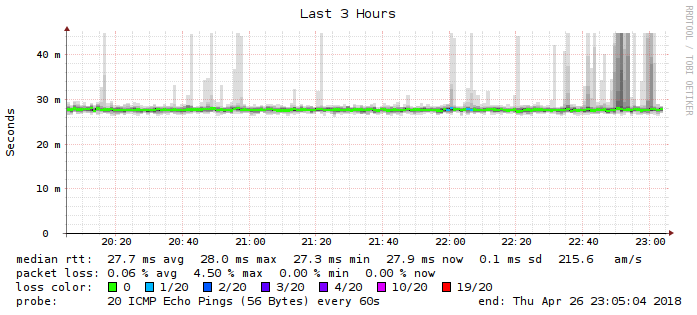 Last 3 Hours
RRDTOOL / TOBI OETIKER
Seconds
40 m
30 m
20 m
10 m
0
20:20 20:40 21:00 21:20 21:40 22:00 22:20 22:40 23:00
median rtt: 27.7 ms avg 28.0 ms max 27.3 ms min 27.9 ms now 0.1 ms sd 215.6 am/s
packet loss: 0.06 % avg 4.50 % max 0.00 % min 0.00 % now
loss color: 0 1/20 2/20 3/20 4/20 10/20 19/20
probe: 20 ICMP Echo Pings (56 Bytes) every 60s end: Thu Apr 26 23:05:04 2018